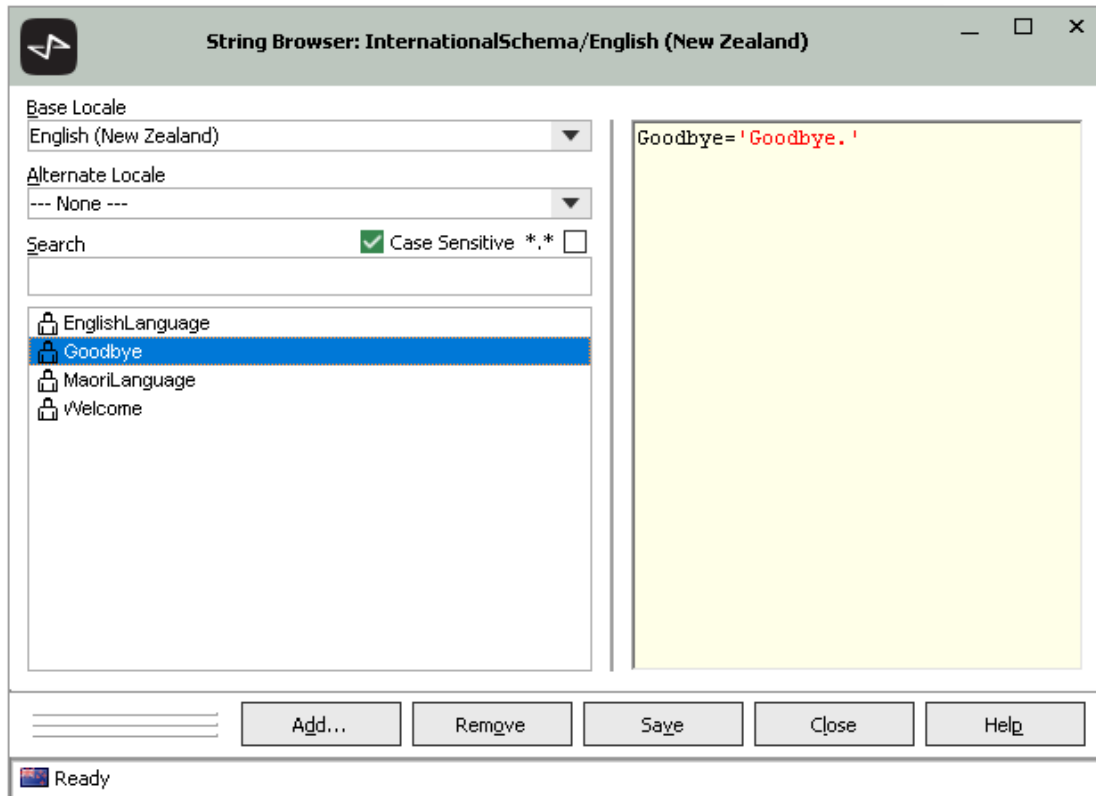 String Browser: InternationalSchema/English (New Zealand)
Base Locale
English (New Zealand)
Alternate Locale
--- None ---
Search
Case Sensitive *.*
EnglishLanguage
Goodbye
MaoriLanguage
Welcome
Goodbye='Goodbye.'
Add...
Remove
Save
Close
Help
Ready